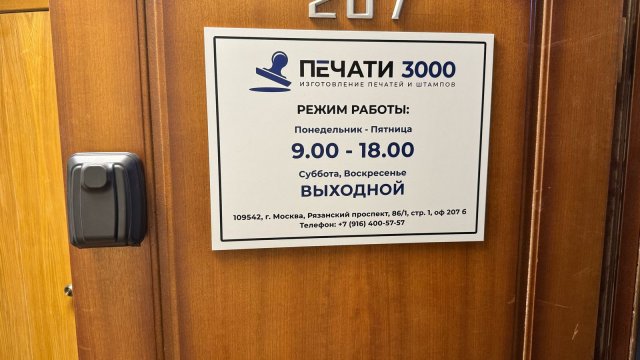 207
ПЕЧАТИ 3000
ИЗГОТОВЛЕНИЕ ПЕЧАТЕЙ И ШТАМПОВ
РЕЖИМ РАБОТЫ:
Понедельник - Пятница
9.00 - 18.00
Суббота, Воскресенье
ВЫХОДНОЙ
109542, г. Москва, Рязанский проспект, 86/1, стр. 1, оф 207 б
Телефон: +7 (916) 400-57-57